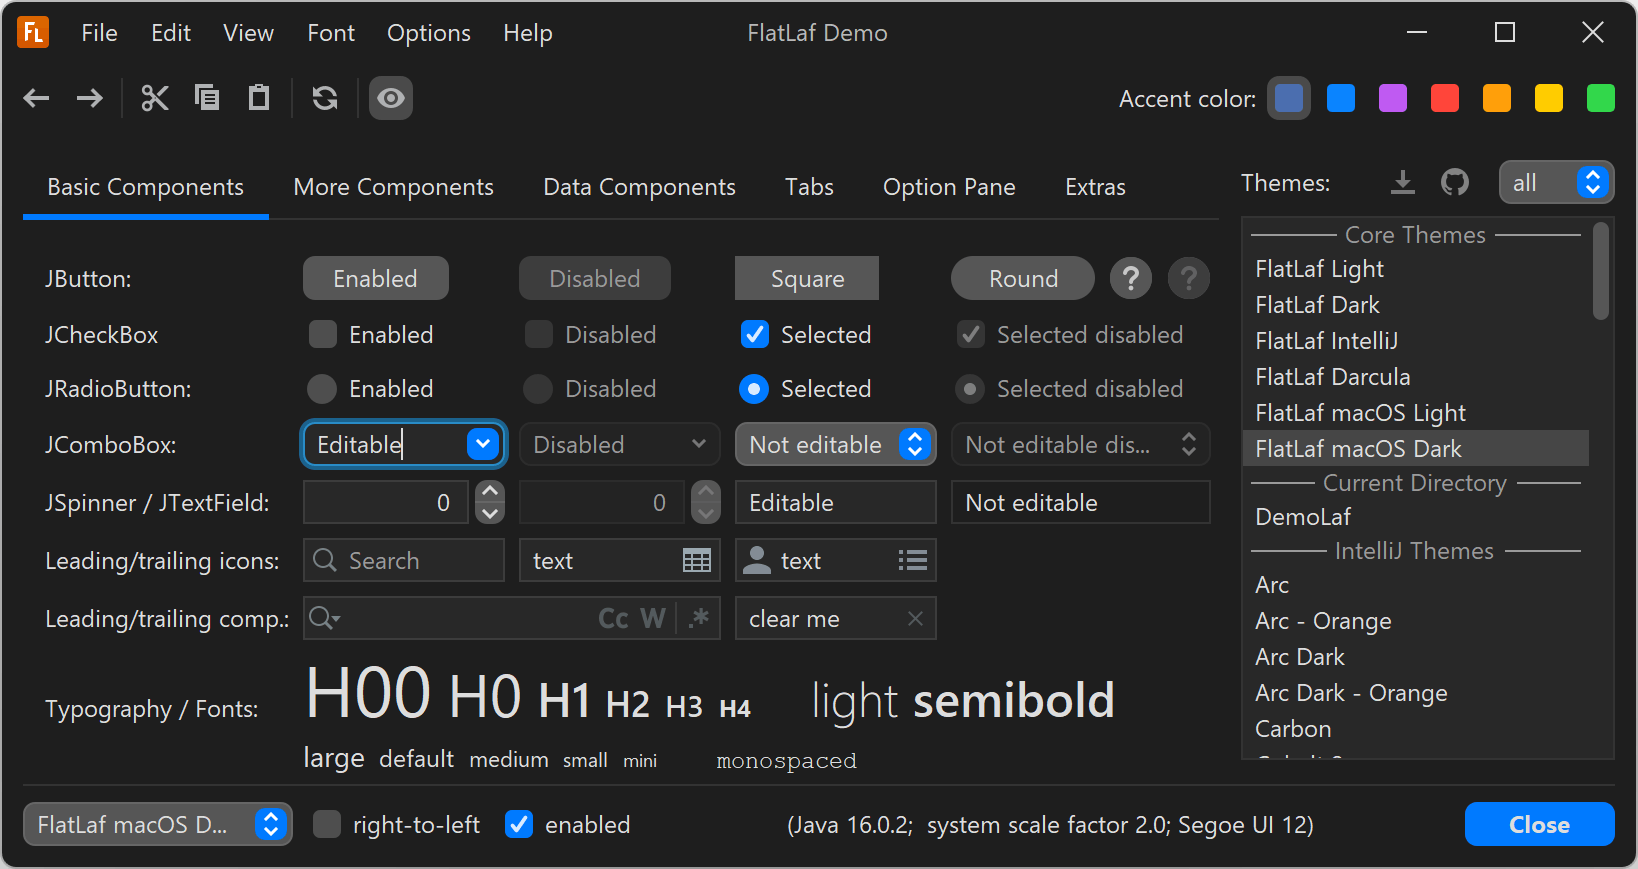 FL File Edit View Font Options Help FlatLaf Demo
Accent color:
Basic Components More Components Data Components Tabs Option Pane Extras
JButton: Enabled Disabled Square Round ? ?
JCheckBox Enabled Disabled Selected Selected disabled
JRadioButton: Enabled Disabled Selected Selected disabled
JComboBox: Editable Disabled Not editable Not editable dis...
JSpinner / JTextField: 0 0 Editable Not editable
Leading/trailing icons: Search text text
Leading/trailing comp.: Cc W .* clear me
Typography / Fonts: H00 H0 H1 H2 H3 H4 light semibold
large default medium small mini monospaced
Themes: all
Core Themes
FlatLaf Light
FlatLaf Dark
FlatLaf IntelliJ
FlatLaf Darcula
FlatLaf macOS Light
FlatLaf macOS Dark
Current Directory
DemoLaf
IntelliJ Themes
Arc
Arc - Orange
Arc Dark
Arc Dark - Orange
Carbon
FlatLaf macOS D... right-to-left enabled (Java 16.0.2; system scale factor 2.0; Segoe UI 12) Close